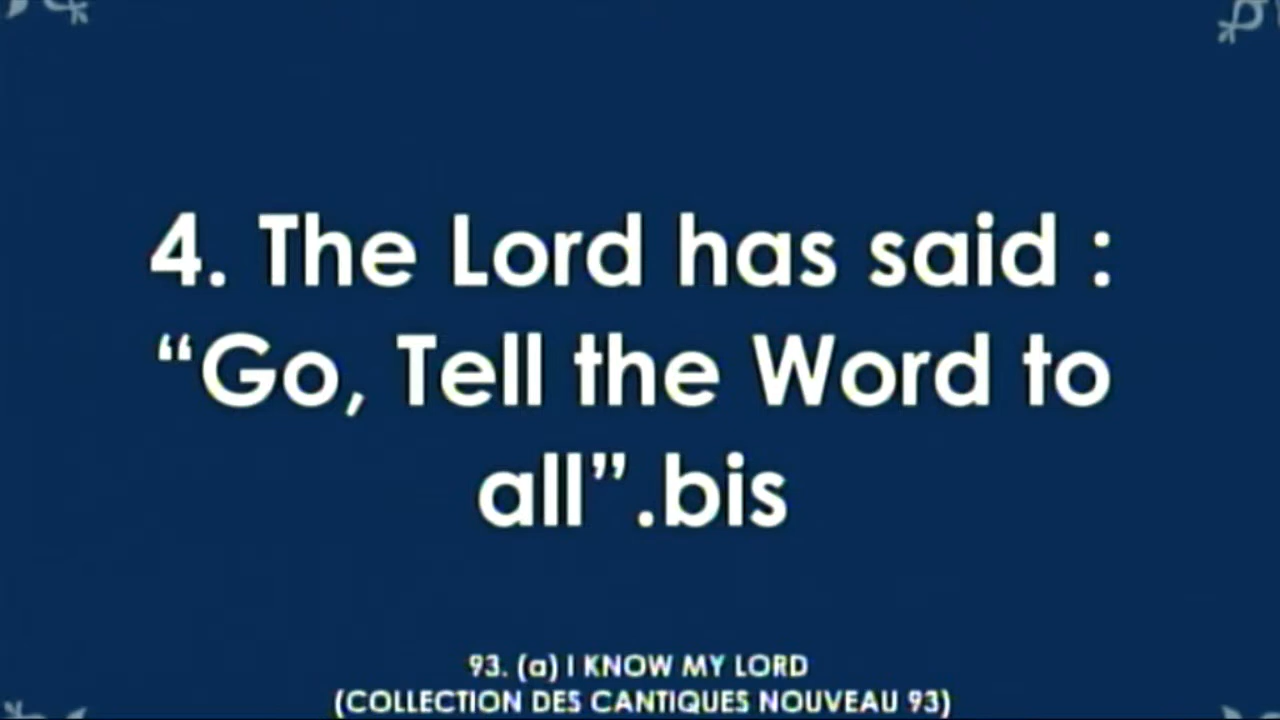 4. The Lord has said :
“Go, Tell the Word to
all”.bis
93. (a) I KNOW MY LORD
(COLLECTION DES CANTIQUES NOUVEAU 93)